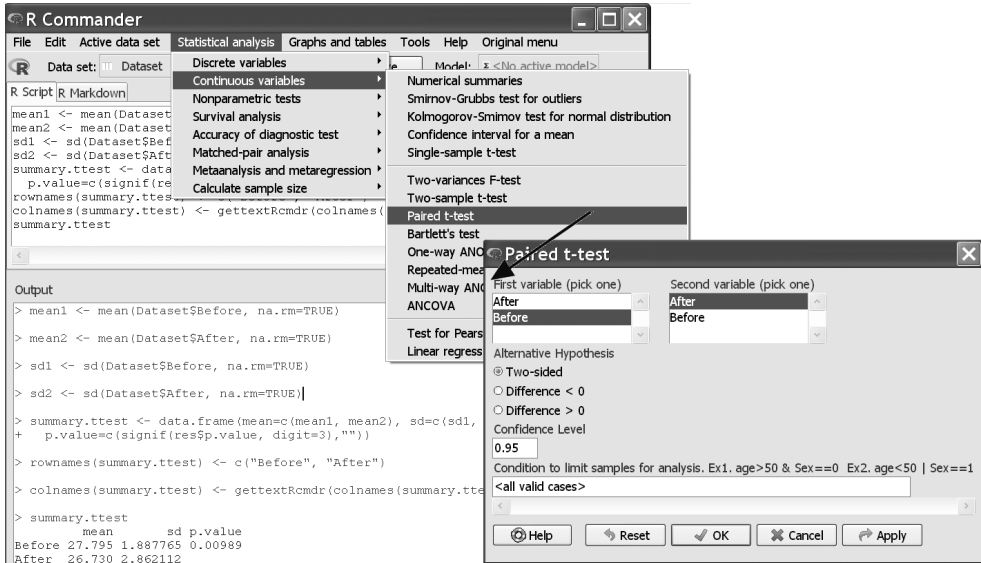 R Commander
File Edit Active data set Statistical analysis Graphs and tables Tools Help Original menu
Data set: Dataset Model: Σ <No active model>
R Script R Markdown
mean1 <- mean(Dataset
mean2 <- mean(Dataset
sd1 <- sd(Dataset$Bef
sd2 <- sd(Dataset$Aft
summary.ttest <- data
p.value=c(signif(re
rownames(summary.ttest)
colnames(summary.ttest) <- gettextRcmdr(colnames(
summary.ttest
Discrete variables
Continuous variables
Nonparametric tests
Survival analysis
Accuracy of diagnostic test
Matched-pair analysis
Metaanalysis and metaregression
Calculate sample size
Numerical summaries
Smirnov-Grubbs test for outliers
Kolmogorov-Smirnov test for normal distribution
Confidence interval for a mean
Single-sample t-test
Two-variances F-test
Two-sample t-test
Paired t-test
Bartlett's test
One-way ANO
Repeated-mea
Multi-way ANO
ANCOVA
Test for Pears
Linear regress
Output
> mean1 <- mean(Dataset$Before, na.rm=TRUE)
> mean2 <- mean(Dataset$After, na.rm=TRUE)
> sd1 <- sd(Dataset$Before, na.rm=TRUE)
> sd2 <- sd(Dataset$After, na.rm=TRUE)
> summary.ttest <- data.frame(mean=c(mean1, mean2), sd=c(sd1,
+ p.value=c(signif(res$p.value, digit=3),""))
> rownames(summary.ttest) <- c("Before", "After")
> colnames(summary.ttest) <- gettextRcmdr(colnames(summary.tte
> summary.ttest
mean sd p.value
Before 27.795 1.887765 0.00989
After 26.730 2.862112
Paired t-test
First variable (pick one) Second variable (pick one)
After After
Before Before
Alternative Hypothesis
Two-sided
Difference < 0
Difference > 0
Confidence Level
0.95
Condition to limit samples for analysis. Ex1. age>50 & Sex==0 Ex2. age<50 | Sex==1
<all valid cases>
Help Reset OK Cancel Apply